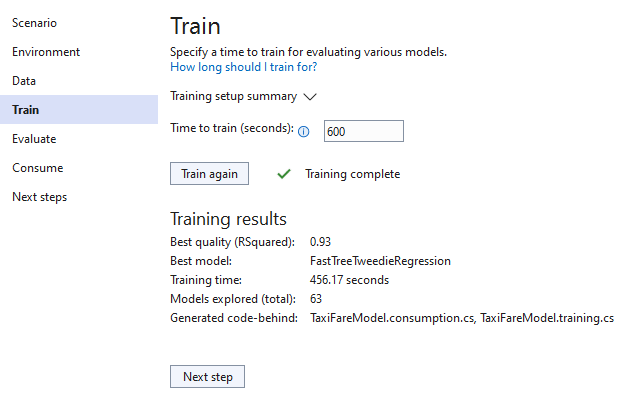 Scenario
Environment
Data
Train
Evaluate
Consume
Next steps
Train
Specify a time to train for evaluating various models.
How long should I train for?
Training setup summary
Time to train (seconds): 600
Train again Training complete
Training results
Best quality (RSquared): 0.93
Best model: FastTreeTweedieRegression
Training time: 456.17 seconds
Models explored (total): 63
Generated code-behind: TaxiFareModel.consumption.cs, TaxiFareModel.training.cs
Next step